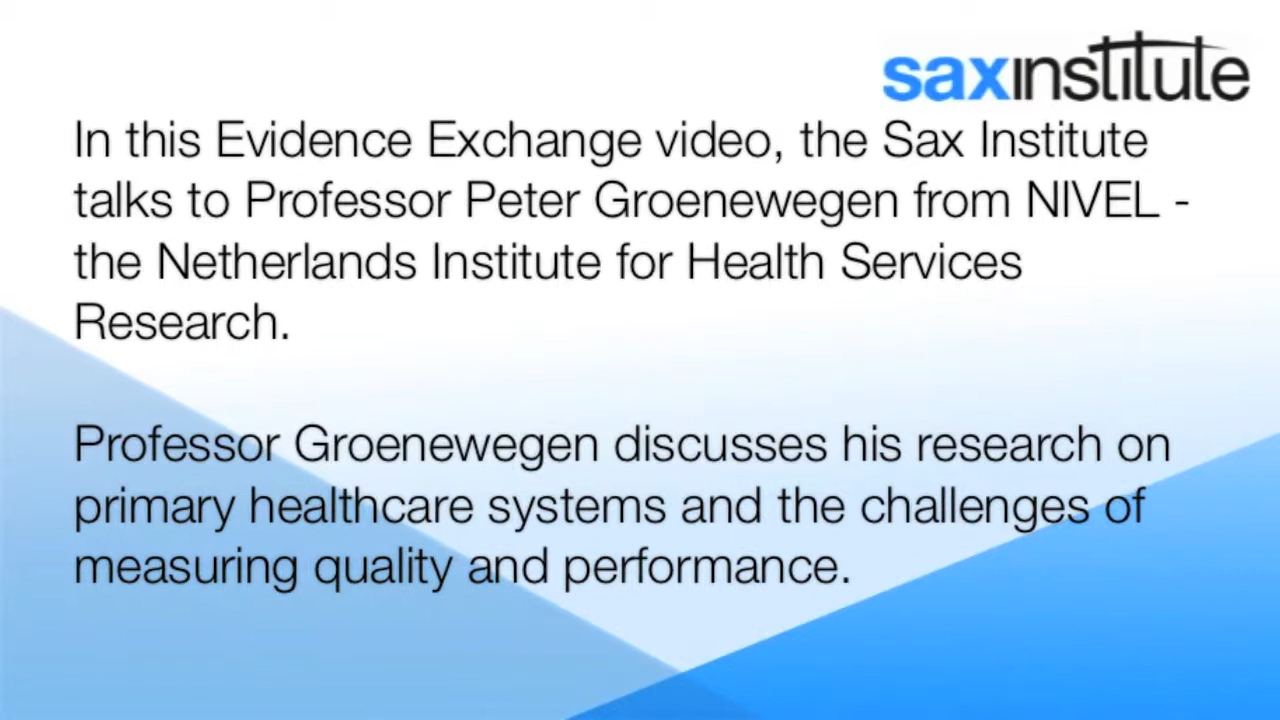 saxinstitute
In this Evidence Exchange video, the Sax Institute
talks to Professor Peter Groenewegen from NIVEL -
the Netherlands Institute for Health Services
Research.
Professor Groenewegen discusses his research on
primary healthcare systems and the challenges of
measuring quality and performance.